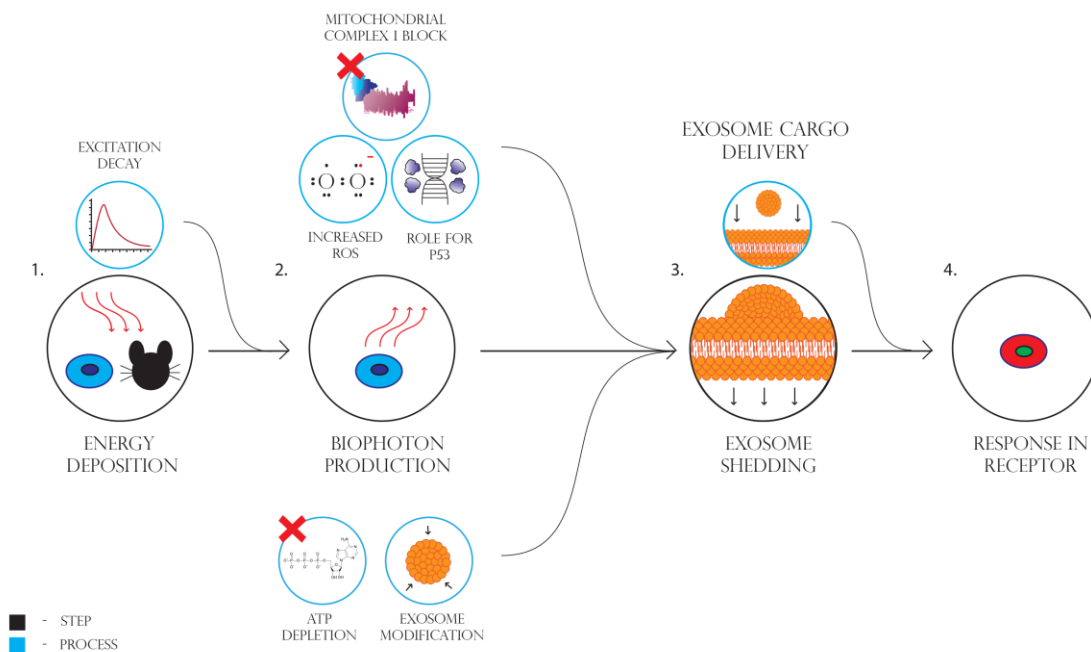 MITOCHONDRIAL
COMPLEX I BLOCK
EXCITATION
DECAY
INCREASED
ROS
ROLE FOR
P53
EXOSOME CARGO
DELIVERY
1.
2.
3.
4.
ENERGY
DEPOSITION
BIOPHOTON
PRODUCTION
EXOSOME
SHEDDING
RESPONSE IN
RECEPTOR
ATP
DEPLETION
EXOSOME
MODIFICATION
- STEP
- PROCESS